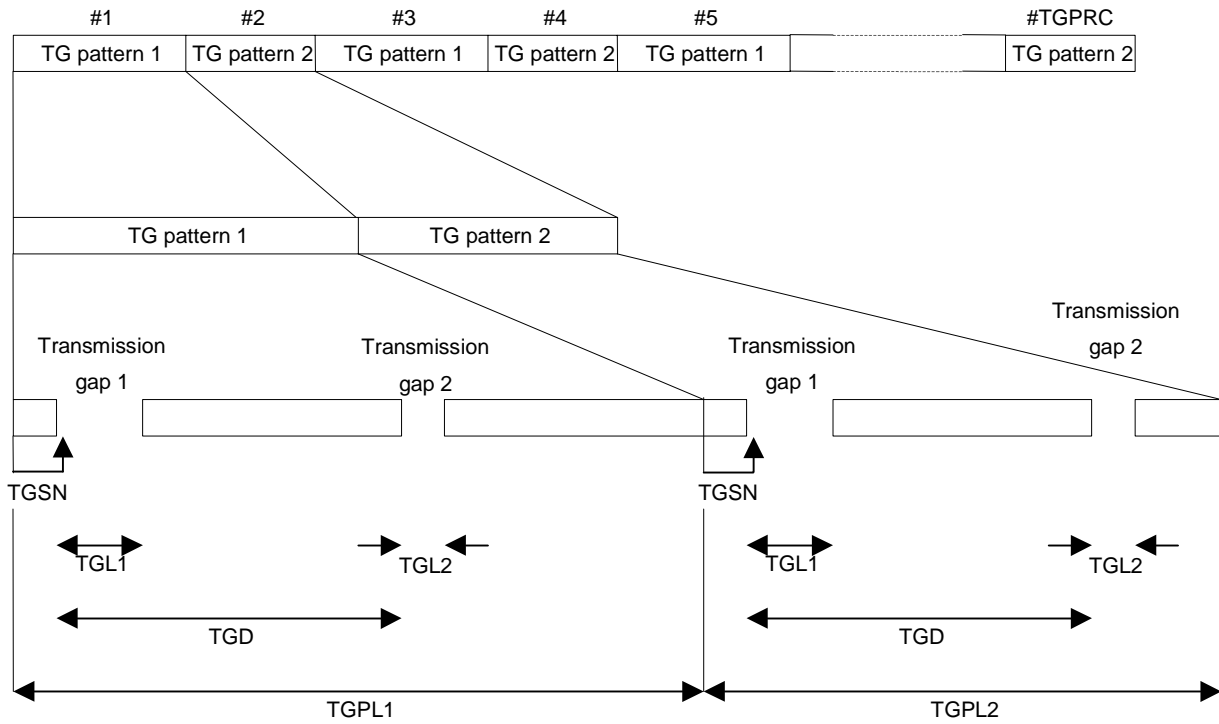 #1 #2 #3 #4 #5 #TGPRC
TG pattern 1 TG pattern 2 TG pattern 1 TG pattern 2 TG pattern 1 TG pattern 2
TG pattern 1 TG pattern 2
Transmission
gap 1
Transmission
gap 2
Transmission
gap 1
Transmission
gap 2
TGSN TGSN
TGL1 TGL2 TGL1 TGL2
TGD TGD
TGPL1 TGPL2